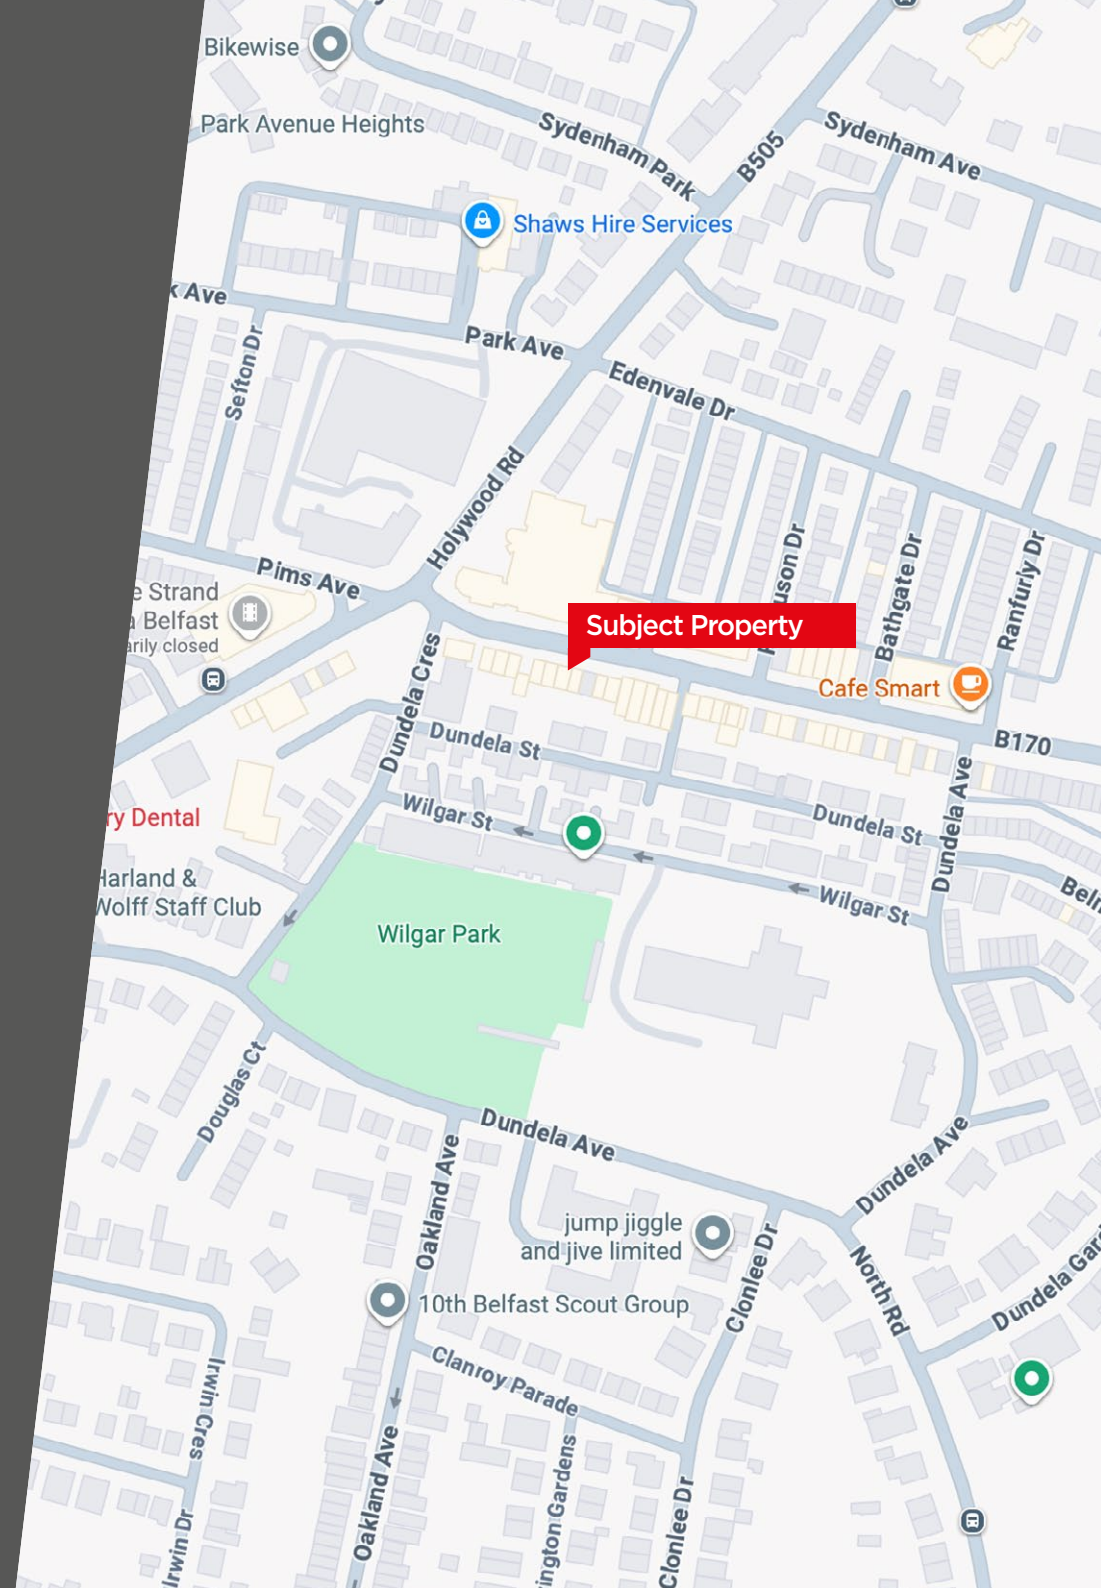 Bikewise
Park Avenue Heights
Sydenham Park
B505
Sydenham Ave
Shaws Hire Services
k Ave
Sefton Dr
Park Ave
Edenvale Dr
Holywood Rd
Pims Ave
e Strand
a Belfast
arily closed
uson Dr
Bathgate Dr
Ranfurly Dr
Subject Property
Cafe Smart
B170
Dundela Cres
Dundela St
Wilgar St
ry Dental
Dundela St
Dundela Ave
Wilgar St
Harland &
Wolff Staff Club
Wilgar Park
Douglas Ct
Dundela Ave
Oakland Ave
Dundela Ave
jump jiggle
and jive limited
Clonlee Dr
North Rd
10th Belfast Scout Group
Clanroy Parade
Irwin Cres
Oakland Ave
ington Gardens
Clonlee Dr
Irwin Dr